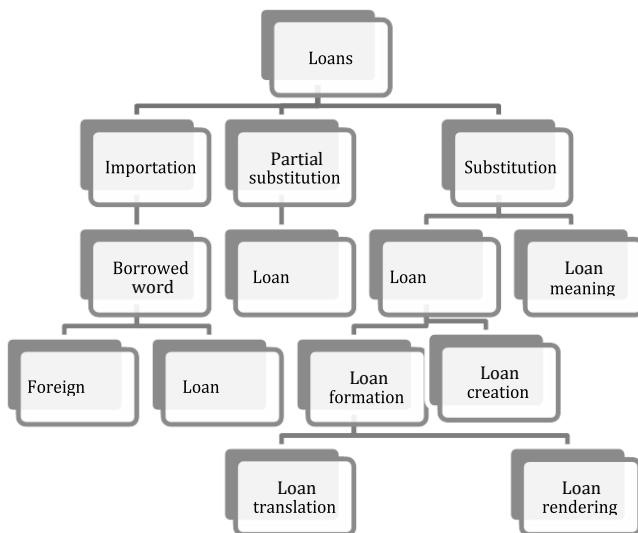 Loans
Importation
Partial
substitution
Substitution
Borrowed
word
Loan
Loan
Loan
meaning
Foreign
Loan
Loan
formation
Loan
creation
Loan
translation
Loan
rendering